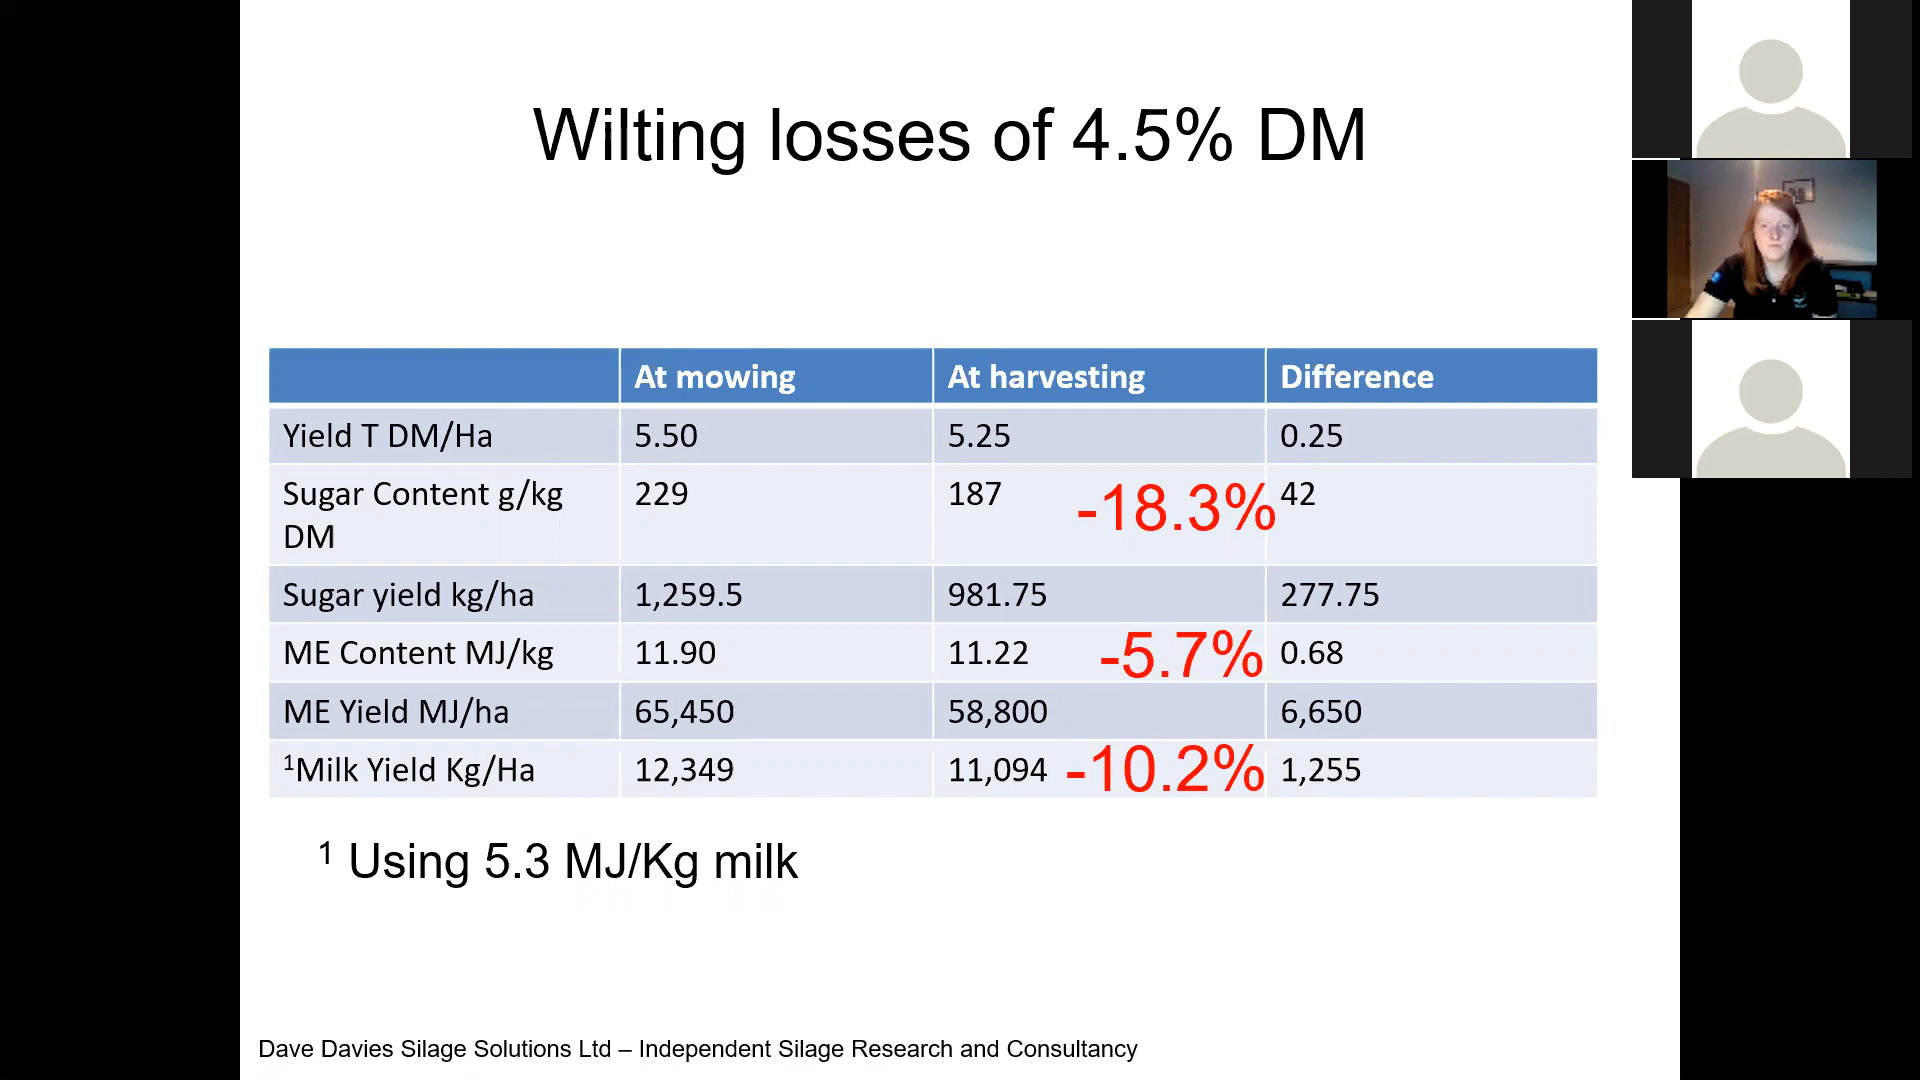 Wilting losses of 4.5% DM
At mowing At harvesting Difference
Yield T DM/Ha 5.50 5.25 0.25
Sugar Content g/kg 229 187 -18.3% 42
DM
Sugar yield kg/ha 1,259.5 981.75 277.75
ME Content MJ/kg 11.90 11.22 -5.7% 0.68
ME Yield MJ/ha 65,450 58,800 6,650
¹Milk Yield Kg/Ha 12,349 11,094 -10.2% 1,255
¹ Using 5.3 MJ/Kg milk
Dave Davies Silage Solutions Ltd – Independent Silage Research and Consultancy